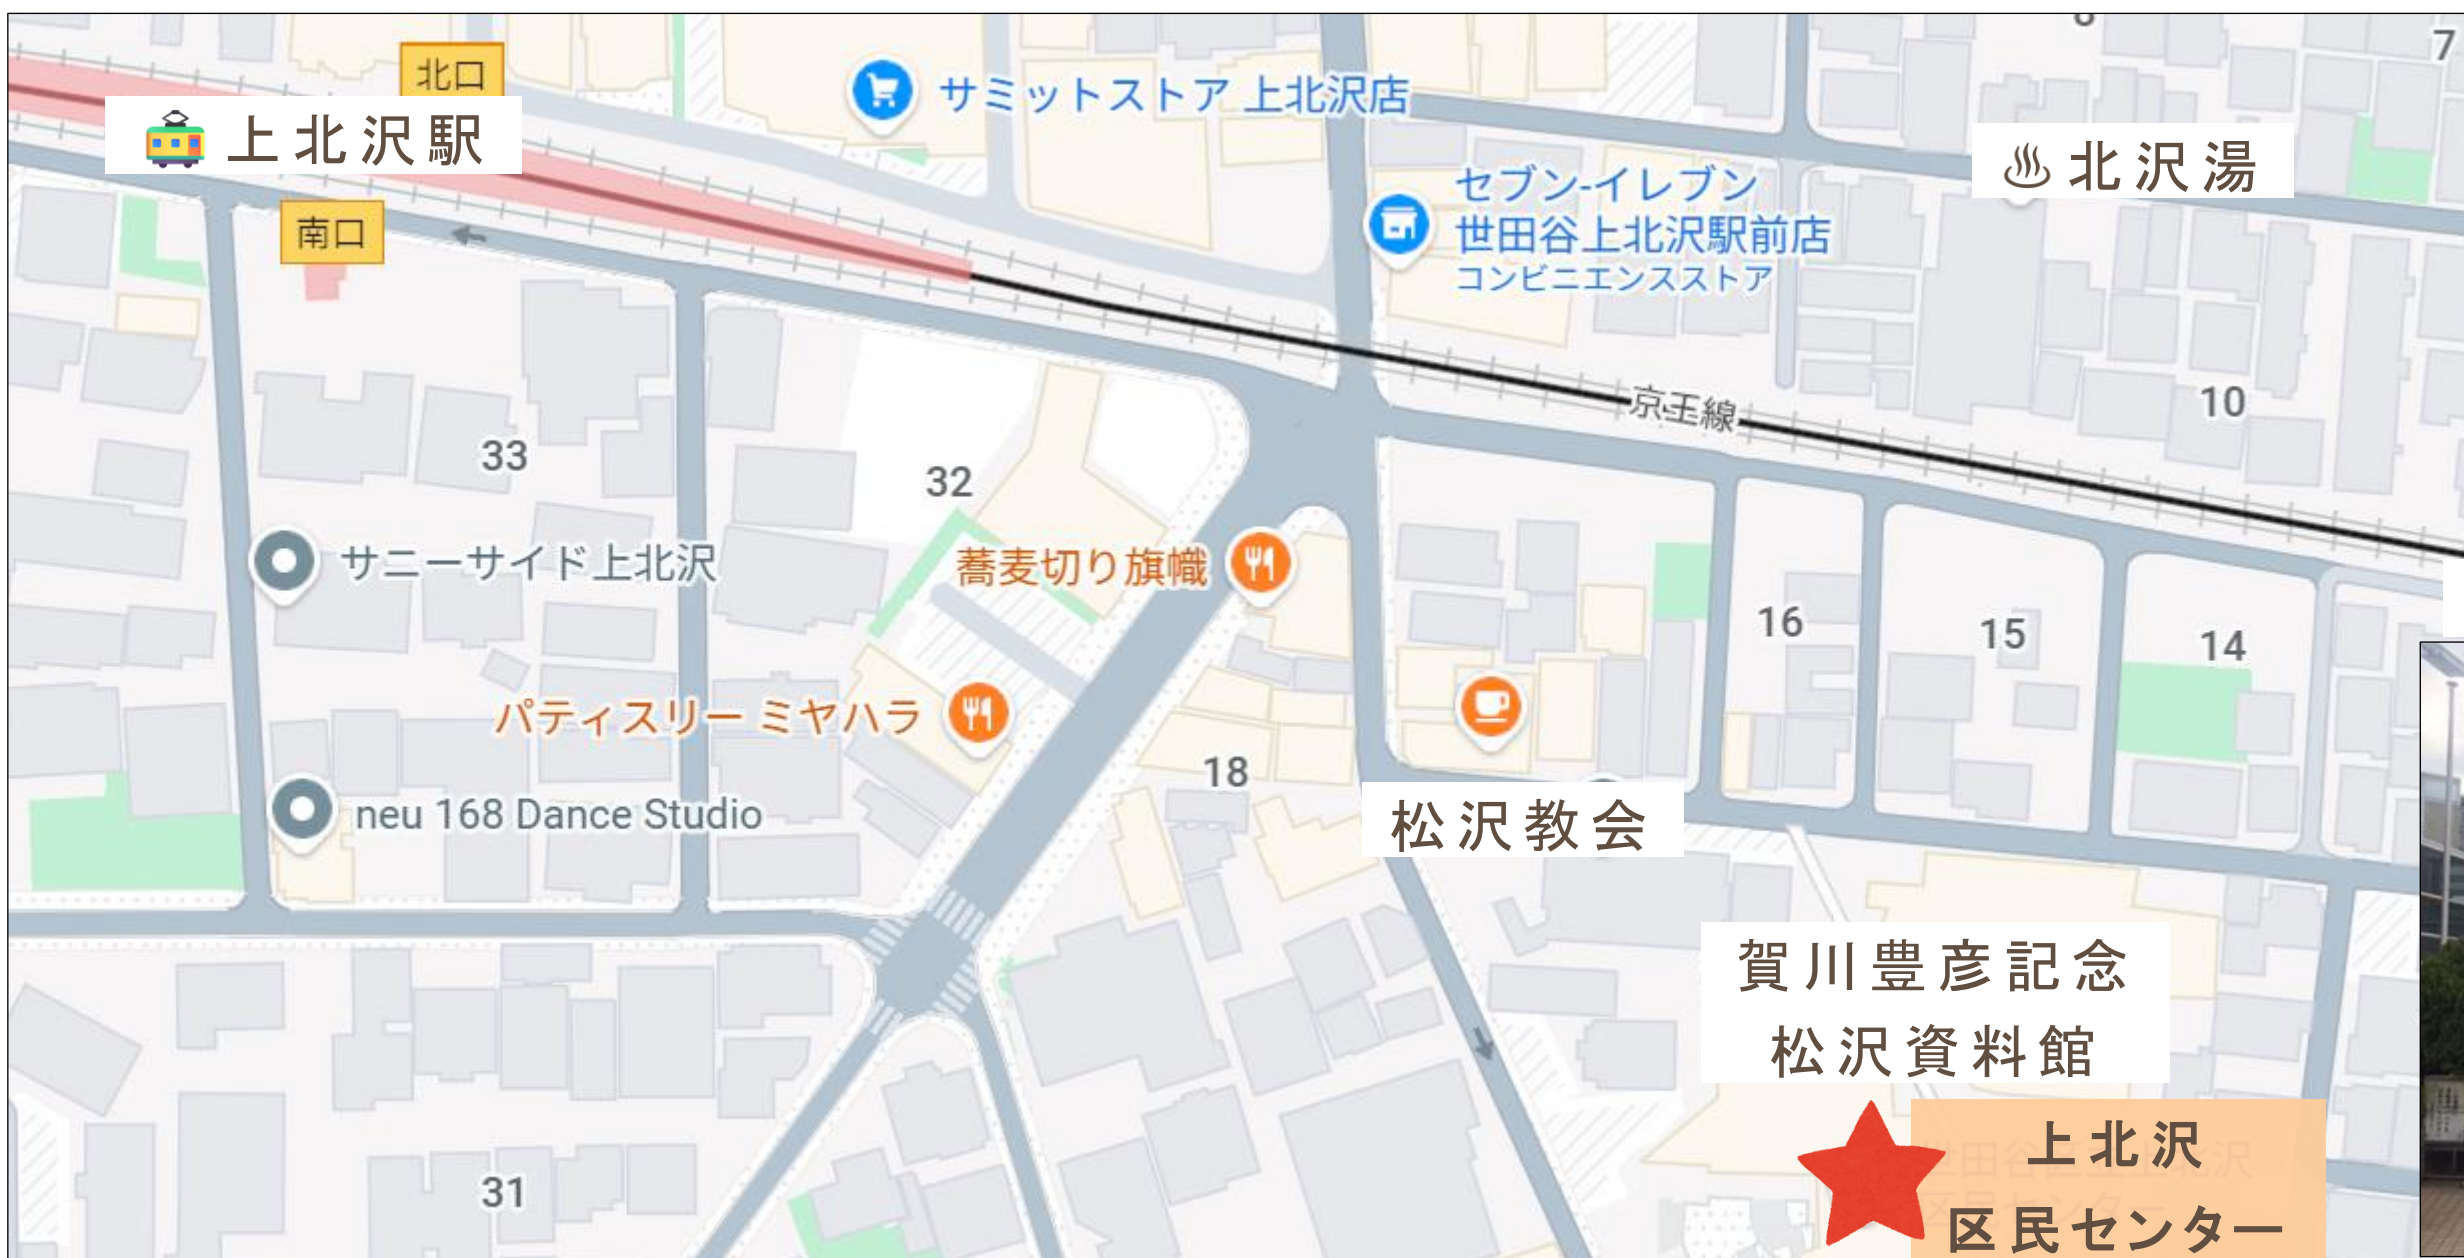 8
7
北口
サミットストア 上北沢店
上北沢駅
北沢湯
セブン-イレブン
世田谷上北沢駅前店
コンビニエンスストア
南口
京王線
10
33
32
蕎麦切り旗幟
サニーサイド上北沢
16
15
14
パティスリー ミヤハラ
18
neu 168 Dance Studio
松沢教会
賀川豊彦記念
松沢資料館
上北沢
区民センター
31